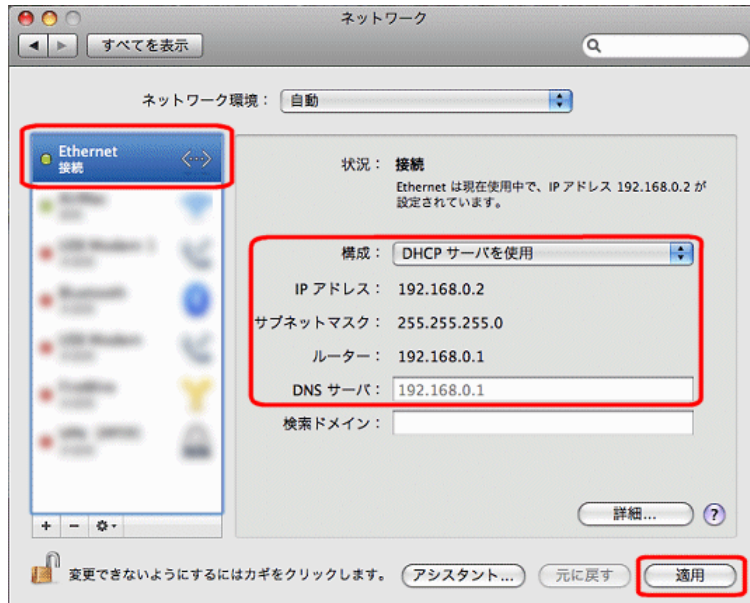 ネットワーク
すべてを表示
ネットワーク環境： 自動
Ethernet
接続
状況： 接続
Ethernet は現在使用中で、IP アドレス 192.168.0.2 が
設定されています。
構成： DHCP サーバを使用
IP アドレス： 192.168.0.2
サブネットマスク： 255.255.255.0
ルーター： 192.168.0.1
DNS サーバ： 192.168.0.1
検索ドメイン：
詳細... ?
変更できないようにするにはカギをクリックします。 アシスタント... 元に戻す 適用